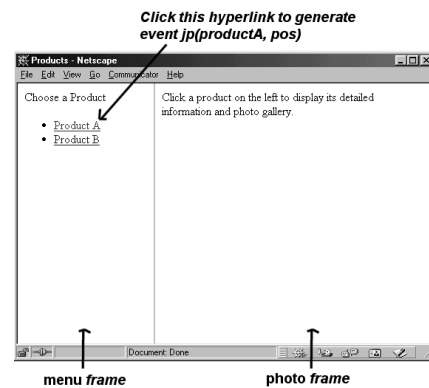 Click this hyperlink to generate
event jp(productA, pos)
Products - Netscape
File Edit View Go Communicator Help
Choose a Product
Click a product on the left to display its detailed
information and photo gallery.
• Product A
• Product B
Document: Done
menu frame
photo frame